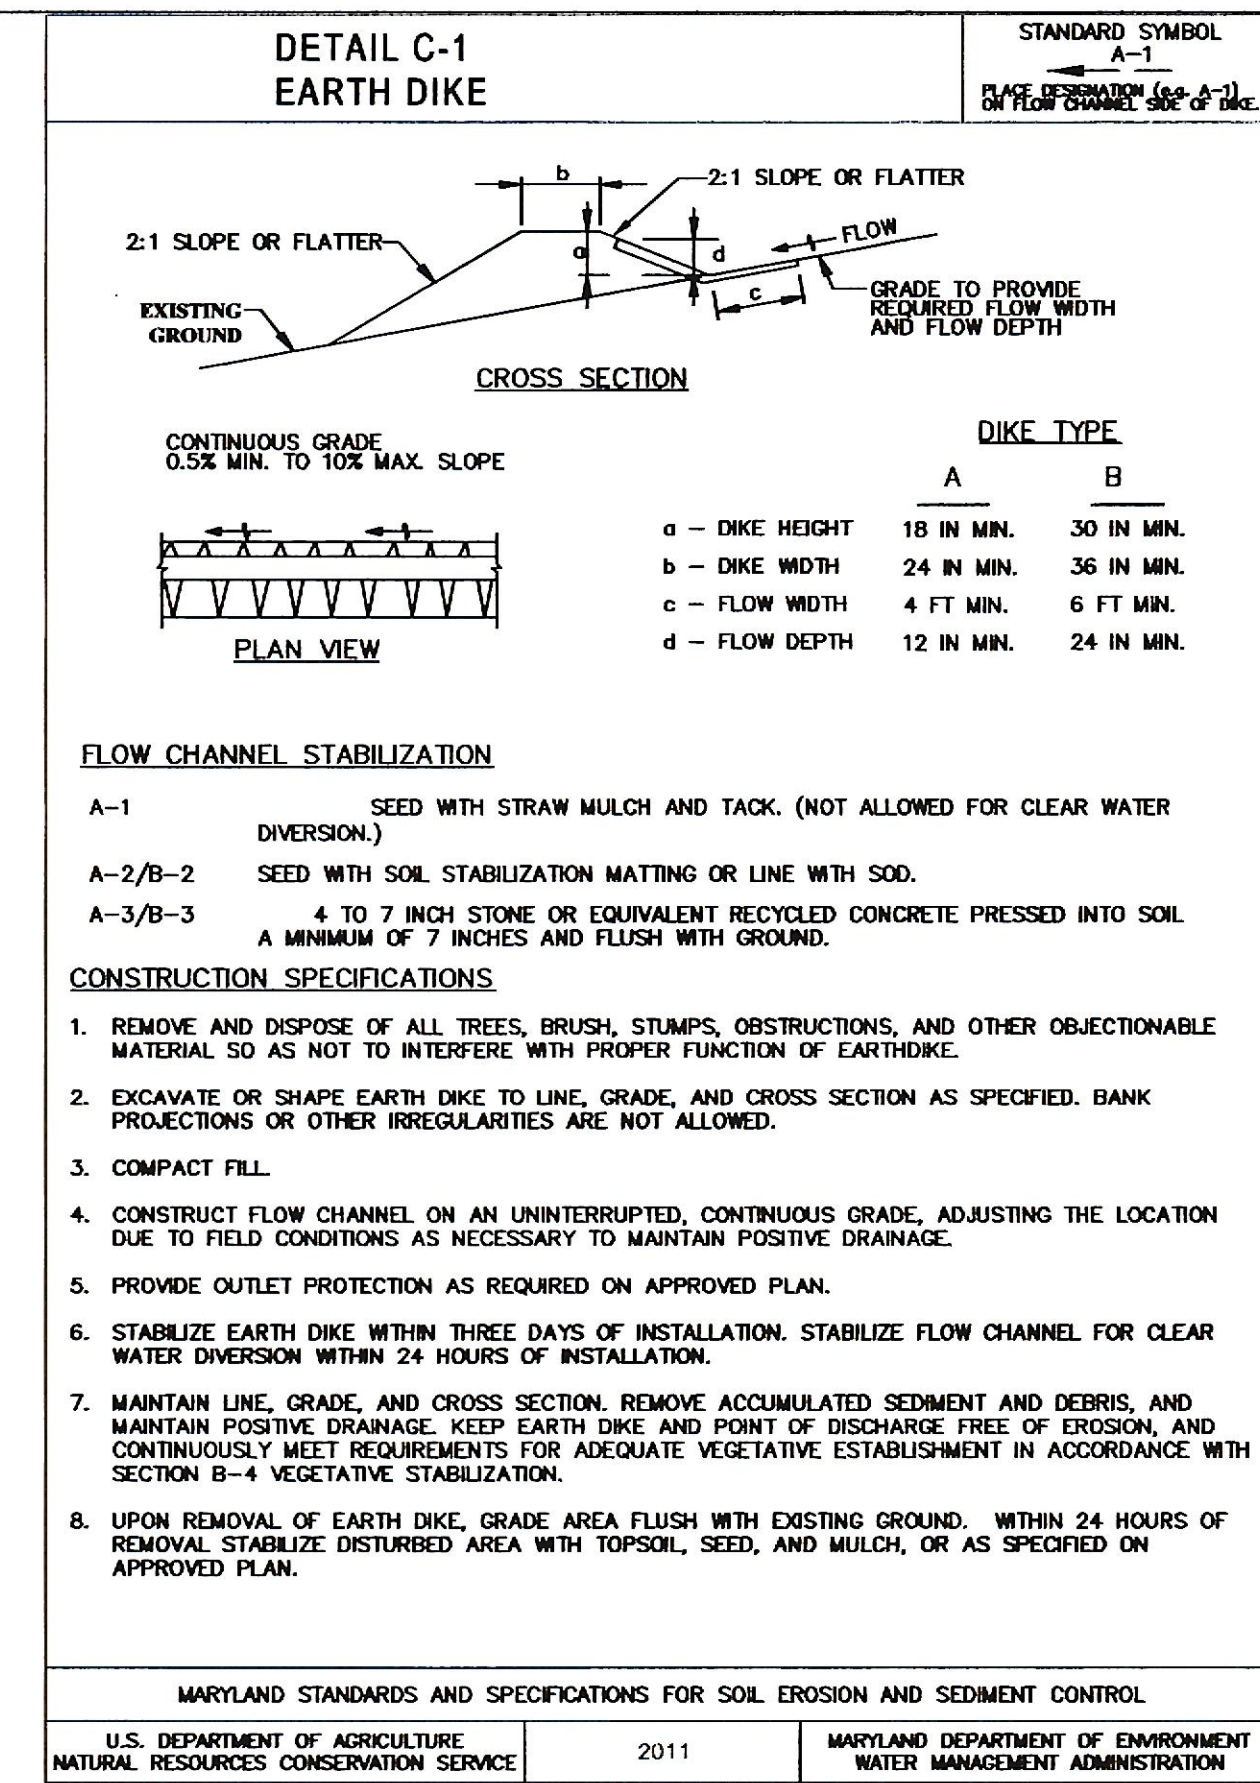 DETAIL C-1
EARTH DIKE
STANDARD SYMBOL
A-1
PLACE DESIGNATION (e.g. A-1)
ON FLOW CHANNEL SIDE OF DIKE.
b
2:1 SLOPE OR FLATTER
2:1 SLOPE OR FLATTER
FLOW
a
d
c
EXISTING
GROUND
GRADE TO PROVIDE
REQUIRED FLOW WIDTH
AND FLOW DEPTH
CROSS SECTION
CONTINUOUS GRADE
0.5% MIN. TO 10% MAX. SLOPE
PLAN VIEW
DIKE TYPE
A B
a - DIKE HEIGHT 18 IN MIN. 30 IN MIN.
b - DIKE WIDTH 24 IN MIN. 36 IN MIN.
c - FLOW WIDTH 4 FT MIN. 6 FT MIN.
d - FLOW DEPTH 12 IN MIN. 24 IN MIN.
FLOW CHANNEL STABILIZATION
A-1 SEED WITH STRAW MULCH AND TACK. (NOT ALLOWED FOR CLEAR WATER
DIVERSION.)
A-2/B-2 SEED WITH SOIL STABILIZATION MATTING OR LINE WITH SOD.
A-3/B-3 4 TO 7 INCH STONE OR EQUIVALENT RECYCLED CONCRETE PRESSED INTO SOIL
A MINIMUM OF 7 INCHES AND FLUSH WITH GROUND.
CONSTRUCTION SPECIFICATIONS
1. REMOVE AND DISPOSE OF ALL TREES, BRUSH, STUMPS, OBSTRUCTIONS, AND OTHER OBJECTIONABLE
MATERIAL SO AS NOT TO INTERFERE WITH PROPER FUNCTION OF EARTHDIKE.
2. EXCAVATE OR SHAPE EARTH DIKE TO LINE, GRADE, AND CROSS SECTION AS SPECIFIED. BANK
PROJECTIONS OR OTHER IRREGULARITIES ARE NOT ALLOWED.
3. COMPACT FILL.
4. CONSTRUCT FLOW CHANNEL ON AN UNINTERRUPTED, CONTINUOUS GRADE, ADJUSTING THE LOCATION
DUE TO FIELD CONDITIONS AS NECESSARY TO MAINTAIN POSITIVE DRAINAGE.
5. PROVIDE OUTLET PROTECTION AS REQUIRED ON APPROVED PLAN.
6. STABILIZE EARTH DIKE WITHIN THREE DAYS OF INSTALLATION. STABILIZE FLOW CHANNEL FOR CLEAR
WATER DIVERSION WITHIN 24 HOURS OF INSTALLATION.
7. MAINTAIN LINE, GRADE, AND CROSS SECTION. REMOVE ACCUMULATED SEDIMENT AND DEBRIS, AND
MAINTAIN POSITIVE DRAINAGE. KEEP EARTH DIKE AND POINT OF DISCHARGE FREE OF EROSION, AND
CONTINUOUSLY MEET REQUIREMENTS FOR ADEQUATE VEGETATIVE ESTABLISHMENT IN ACCORDANCE WITH
SECTION B-4 VEGETATIVE STABILIZATION.
8. UPON REMOVAL OF EARTH DIKE, GRADE AREA FLUSH WITH EXISTING GROUND. WITHIN 24 HOURS OF
REMOVAL STABILIZE DISTURBED AREA WITH TOPSOIL, SEED, AND MULCH, OR AS SPECIFIED ON
APPROVED PLAN.
MARYLAND STANDARDS AND SPECIFICATIONS FOR SOIL EROSION AND SEDIMENT CONTROL
U.S. DEPARTMENT OF AGRICULTURE
NATURAL RESOURCES CONSERVATION SERVICE
2011
MARYLAND DEPARTMENT OF ENVIRONMENT
WATER MANAGEMENT ADMINISTRATION